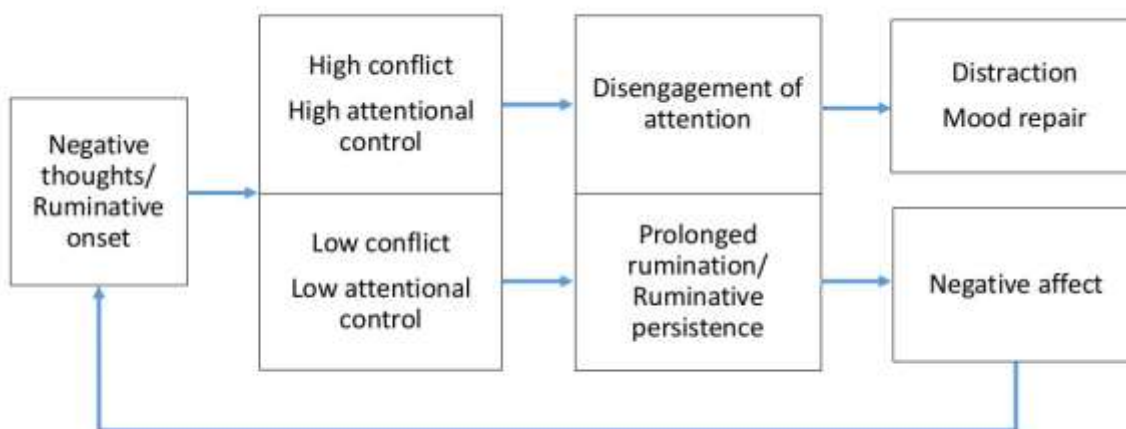 Negative
thoughts/
Ruminative
onset
High conflict
High attentional
control
Low conflict
Low attentional
control
Disengagement of
attention
Prolonged
rumination/
Ruminative
persistence
Distraction
Mood repair
Negative affect